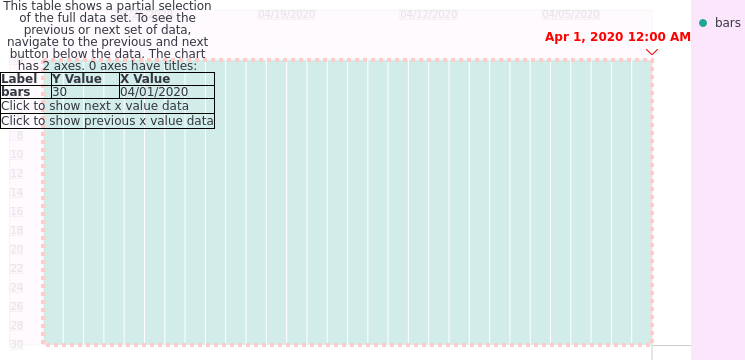 This table shows a partial selection
of the full data set. To see the
previous or next set of data,
navigate to the previous and next
button below the data. The chart
has 2 axes. 0 axes have titles:
Label Y Value X Value
bars 30 04/01/2020
Click to show next x value data
Click to show previous x value data
04/19/2020 04/12/2020 04/05/2020
Apr 1, 2020 12:00 AM
bars
8
10
12
14
16
18
20
22
24
26
28
30